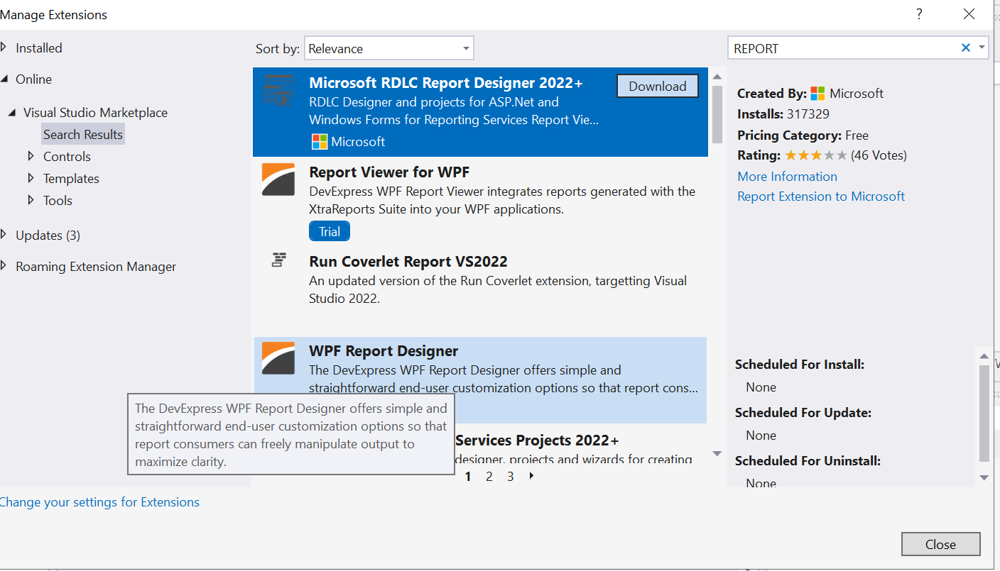 Manage Extensions
?
Installed
Online
Visual Studio Marketplace
Search Results
Controls
Templates
Tools
Updates (3)
Roaming Extension Manager
Sort by: Relevance
Microsoft RDLC Report Designer 2022+
Download
RDLC Designer and projects for ASP.Net and
Windows Forms for Reporting Services Report Vie...
Microsoft
Report Viewer for WPF
DevExpress WPF Report Viewer integrates reports generated with the
XtraReports Suite into your WPF applications.
Trial
Run Coverlet Report VS2022
An updated version of the Run Coverlet extension, targetting Visual
Studio 2022.
WPF Report Designer
The DevExpress WPF Report Designer offers simple and
straightforward end-user customization options so that report cons...
The DevExpress WPF Report Designer offers simple and
straightforward end-user customization options so that
report consumers can freely manipulate output to
maximize clarity.
Services Projects 2022+
designer, projects and wizards for creating
1 2 3
REPORT
Created By: Microsoft
Installs: 317329
Pricing Category: Free
Rating: (46 Votes)
More Information
Report Extension to Microsoft
Scheduled For Install:
None
Scheduled For Update:
None
Scheduled For Uninstall:
None
Change your settings for Extensions
Close